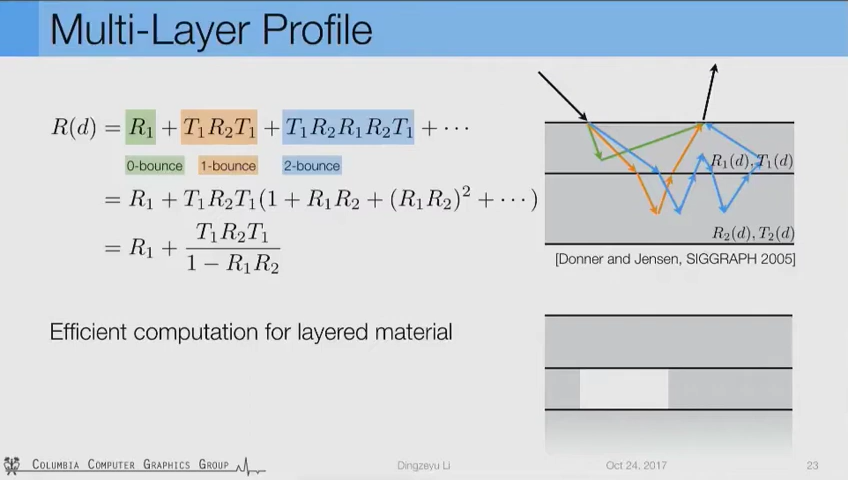 Multi-Layer Profile
R(d) = R₁ + T₁R₂T₁ + T₁R₂R₁R₂T₁ + ···
0-bounce 1-bounce 2-bounce
= R₁ + T₁R₂T₁(1 + R₁R₂ + (R₁R₂)² + ···)
= R₁ + T₁R₂T₁ / 1 − R₁R₂
R₁(d), T₁(d)
R₂(d), T₂(d)
[Donner and Jensen, SIGGRAPH 2005]
Efficient computation for layered material
COLUMBIA COMPUTER GRAPHICS GROUP
Dingzeyu Li
Oct 24, 2017
23